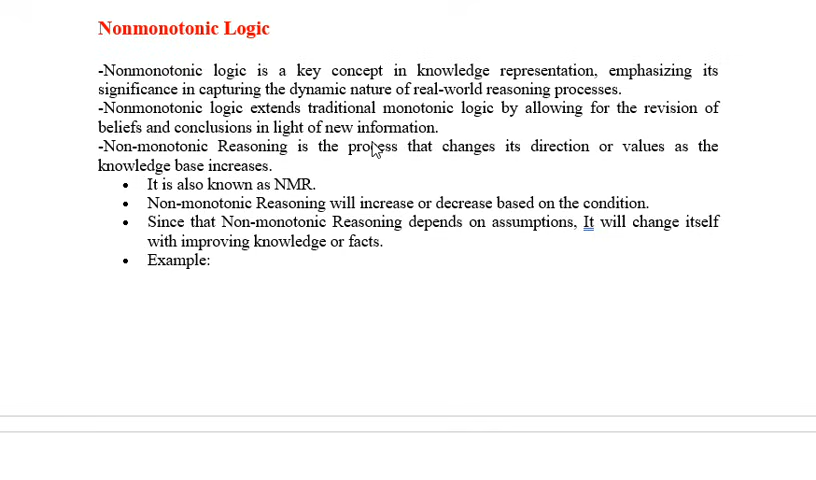 Nonmonotonic Logic
-Nonmonotonic logic is a key concept in knowledge representation, emphasizing its
significance in capturing the dynamic nature of real-world reasoning processes.
-Nonmonotonic logic extends traditional monotonic logic by allowing for the revision of
beliefs and conclusions in light of new information.
-Non-monotonic Reasoning is the process that changes its direction or values as the
knowledge base increases.
• It is also known as NMR.
• Non-monotonic Reasoning will increase or decrease based on the condition.
• Since that Non-monotonic Reasoning depends on assumptions, It will change itself
with improving knowledge or facts.
• Example: